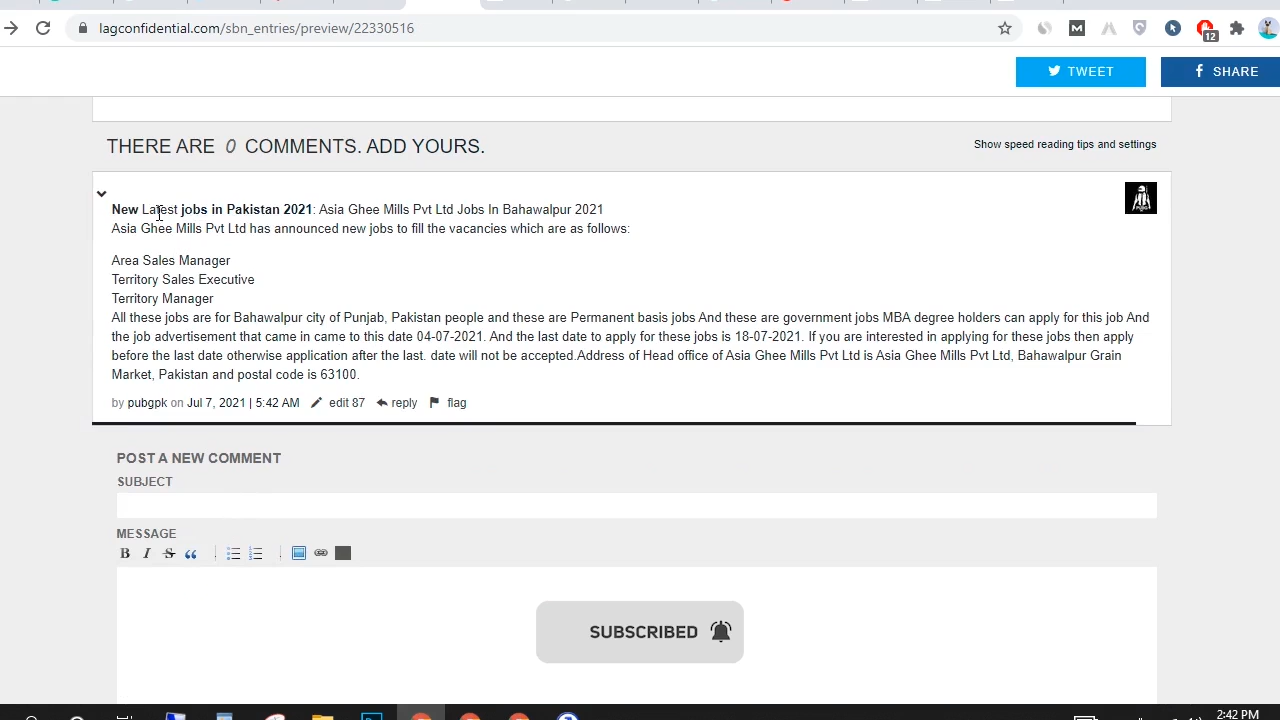 lagconfidential.com/sbn_entries/preview/22330516
12
TWEET
SHARE
THERE ARE 0 COMMENTS. ADD YOURS.
Show speed reading tips and settings
New Latest jobs in Pakistan 2021: Asia Ghee Mills Pvt Ltd Jobs In Bahawalpur 2021
Asia Ghee Mills Pvt Ltd has announced new jobs to fill the vacancies which are as follows:
Area Sales Manager
Territory Sales Executive
Territory Manager
All these jobs are for Bahawalpur city of Punjab, Pakistan people and these are Permanent basis jobs And these are government jobs MBA degree holders can apply for this job And
the job advertisement that came in came to this date 04-07-2021. And the last date to apply for these jobs is 18-07-2021. If you are interested in applying for these jobs then apply
before the last date otherwise application after the last. date will not be accepted.Address of Head office of Asia Ghee Mills Pvt Ltd is Asia Ghee Mills Pvt Ltd, Bahawalpur Grain
Market, Pakistan and postal code is 63100.
by pubgpk on Jul 7, 2021 | 5:42 AM edit 87 reply flag
POST A NEW COMMENT
SUBJECT
MESSAGE
B I S
SUBSCRIBED
2:42 PM